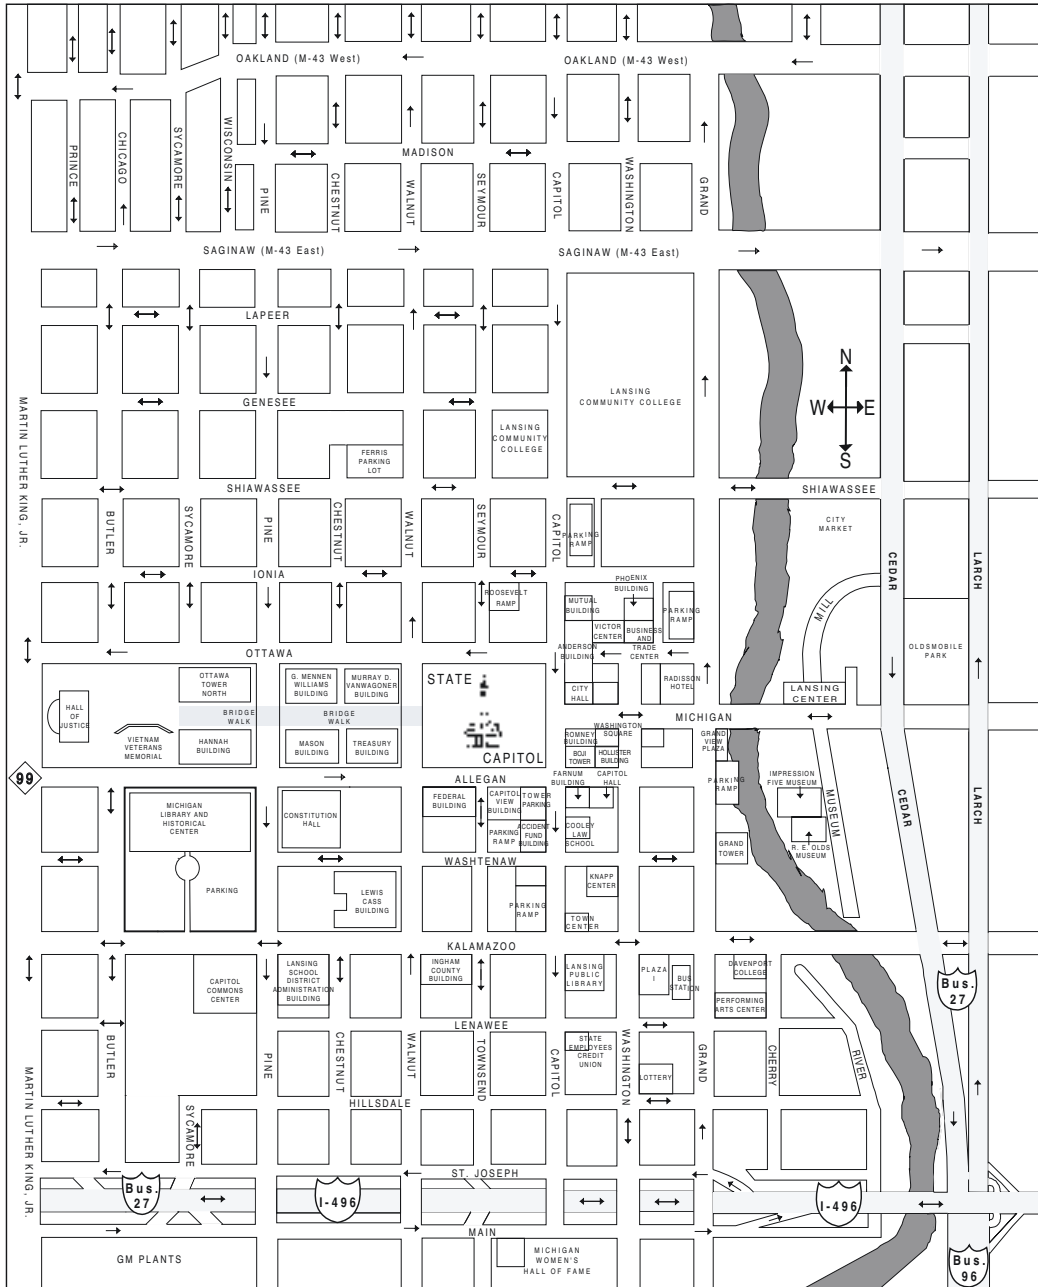 OAKLAND (M-43 West)
OAKLAND (M-43 West)
MADISON
PRINCE
CHICAGO
SYCAMORE
WISCONSIN
PINE
CHESTNUT
WALNUT
SEYMOUR
CAPITOL
WASHINGTON
GRAND
SAGINAW (M-43 East)
SAGINAW (M-43 East)
LAPEER
GENESEE
LANSING
COMMUNITY COLLEGE
N
W
E
S
LANSING
COMMUNITY
COLLEGE
FERRIS
PARKING
LOT
MARTIN LUTHER KING, JR.
SHIAWASSEE
SHIAWASSEE
BUTLER
SYCAMORE
PINE
CHESTNUT
WALNUT
SEYMOUR
CAPITOL
PARKING
RAMP
CITY
MARKET
CEDAR
LARCH
IONIA
ROOSEVELT
RAMP
PHOENIX
BUILDING
MUTUAL
BUILDING
VICTOR
CENTER
BUSINESS
AND
TRADE
CENTER
PARKING
RAMP
MILL
OLDSMOBILE
PARK
ANDERSON
BUILDING
OTTAWA
OTTAWA
TOWER
NORTH
G. MENNEN
WILLIAMS
BUILDING
MURRAY D.
VANWAGONER
BUILDING
STATE
CAPITOL
CITY
HALL
RADISSON
HOTEL
LANSING
CENTER
HALL
OF
JUSTICE
BRIDGE
WALK
BRIDGE
WALK
MICHIGAN
VIETNAM
VETERANS
MEMORIAL
HANNAH
BUILDING
MASON
BUILDING
TREASURY
BUILDING
WASHINGTON
SQUARE
ROMNEY
BUILDING
BOJI
TOWER
HOLLISTER
BUILDING
GRAND
VIEW
PLAZA
99
ALLEGAN
FARNUM
BUILDING
CAPITOL
HALL
PARKING
RAMP
IMPRESSION
FIVE MUSEUM
MUSEUM
CEDAR
LARCH
MICHIGAN
LIBRARY AND
HISTORICAL
CENTER
CONSTITUTION
HALL
FEDERAL
BUILDING
CAPITOL
VIEW
BUILDING
TOWER
PARKING
PARKING
RAMP
ACCIDENT
FUND
BUILDING
COOLEY
LAW
SCHOOL
GRAND
TOWER
R. E. OLDS
MUSEUM
WASHTENAW
PARKING
LEWIS
CASS
BUILDING
PARKING
RAMP
KNAPP
CENTER
TOWN
CENTER
KALAMAZOO
CAPITOL
COMMONS
CENTER
LANSING
SCHOOL
DISTRICT
ADMINISTRATION
BUILDING
INGHAM
COUNTY
BUILDING
LANSING
PUBLIC
LIBRARY
PLAZA
I
BUS
STATION
DAVENPORT
COLLEGE
PERFORMING
ARTS CENTER
Bus.
27
LENAWEE
BUTLER
PINE
CHESTNUT
WALNUT
TOWNSEND
CAPITOL
STATE
EMPLOYEES
CREDIT
UNION
WASHINGTON
LOTTERY
GRAND
CHERRY
RIVER
MARTIN LUTHER KING, JR.
HILLSDALE
SYCAMORE
ST. JOSEPH
Bus.
27
I-496
I-496
MAIN
GM PLANTS
MICHIGAN
WOMEN'S
HALL OF FAME
Bus.
96